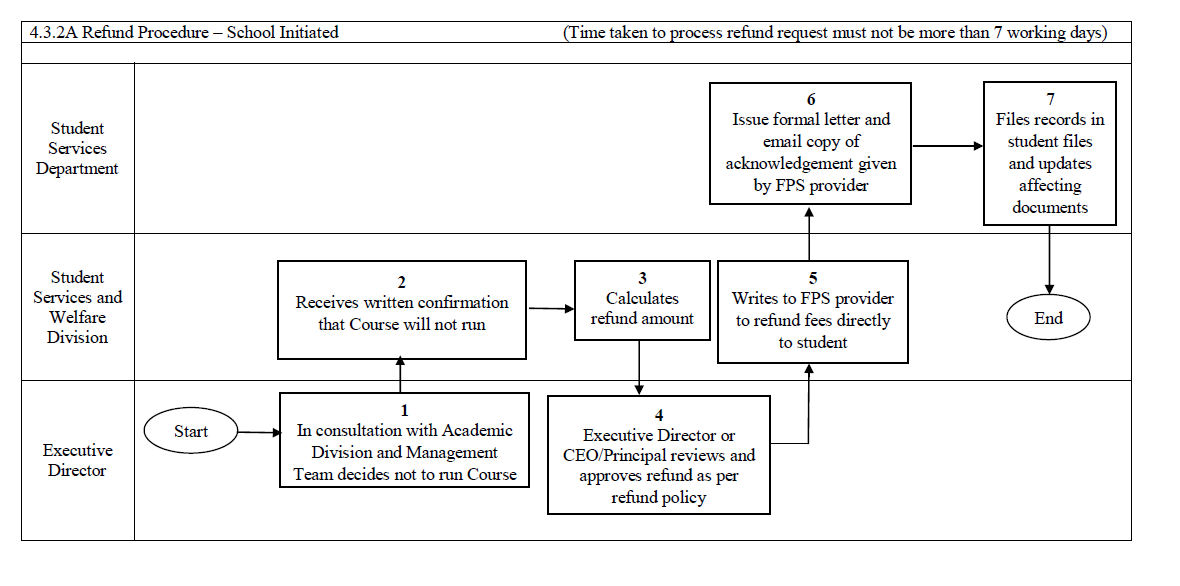 4.3.2A Refund Procedure – School Initiated (Time taken to process refund request must not be more than 7 working days)
Student
Services
Department
6
Issue formal letter and
email copy of
acknowledgement given
by FPS provider
7
Files records in
student files
and updates
affecting
documents
Student
Services and
Welfare
Division
2
Receives written confirmation
that Course will not run
3
Calculates
refund amount
5
Writes to FPS provider
to refund fees directly
to student
End
Executive
Director
Start
1
In consultation with Academic
Division and Management
Team decides not to run Course
4
Executive Director or
CEO/Principal reviews and
approves refund as per
refund policy